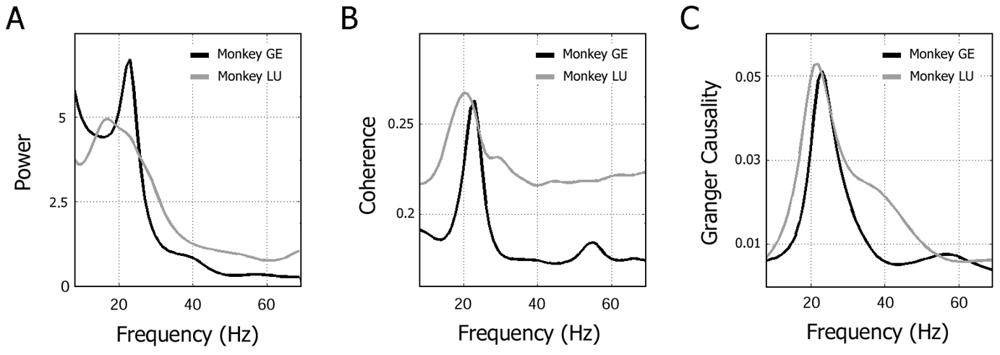 A
Power
5
2.5
0
20
40
60
Frequency (Hz)
Monkey GE
Monkey LU
B
Coherence
0.25
0.2
20
40
60
Frequency (Hz)
Monkey GE
Monkey LU
C
Granger Causality
0.05
0.03
0.01
20
40
60
Frequency (Hz)
Monkey GE
Monkey LU